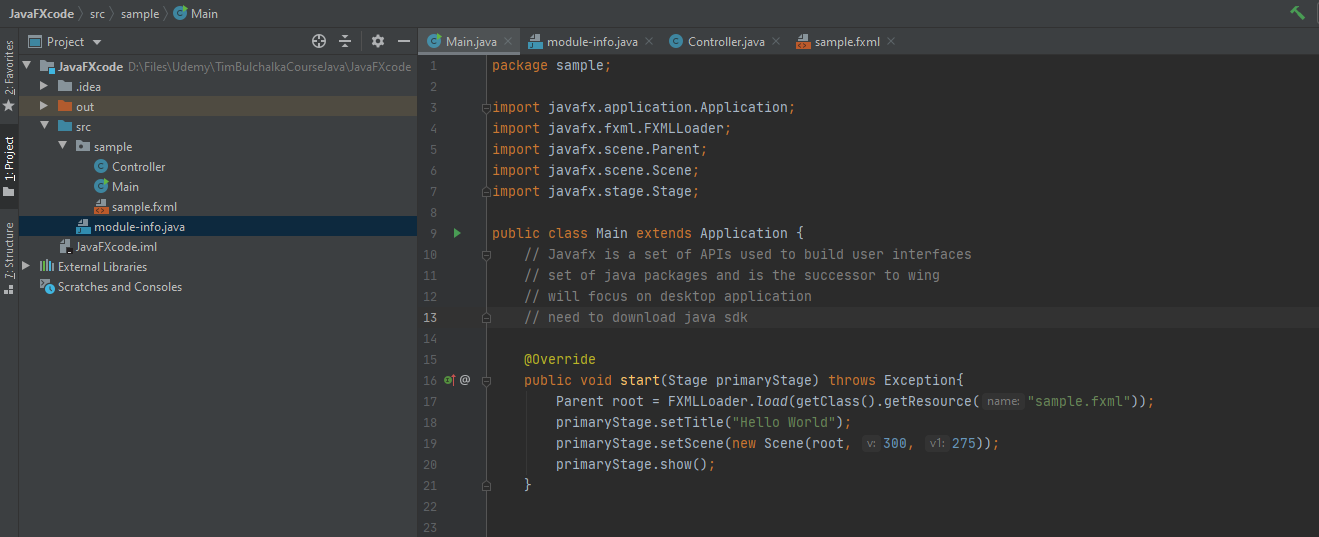 JavaFXcode src sample Main
2: Favorites
1: Project
7: Structure
Project
JavaFXcode D:\Files\Udemy\TimBulchalkaCourseJava\JavaFXcode
.idea
out
src
sample
Controller
Main
sample.fxml
module-info.java
JavaFXcode.iml
External Libraries
Scratches and Consoles
Main.java module-info.java Controller.java sample.fxml
1 package sample;
2
3 import javafx.application.Application;
4 import javafx.fxml.FXMLLoader;
5 import javafx.scene.Parent;
6 import javafx.scene.Scene;
7 import javafx.stage.Stage;
8
9 public class Main extends Application {
10 // Javafx is a set of APIs used to build user interfaces
11 // set of java packages and is the successor to wing
12 // will focus on desktop application
13 // need to download java sdk
14
15 @Override
16 @ public void start(Stage primaryStage) throws Exception{
17 Parent root = FXMLLoader.load(getClass().getResource( name: "sample.fxml"));
18 primaryStage.setTitle("Hello World");
19 primaryStage.setScene(new Scene(root, v: 300, v1: 275));
20 primaryStage.show();
21 }
22
23